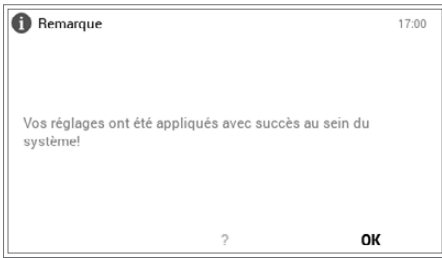 i Remarque 17:00
Vos réglages ont été appliqués avec succès au sein du
système!
? OK